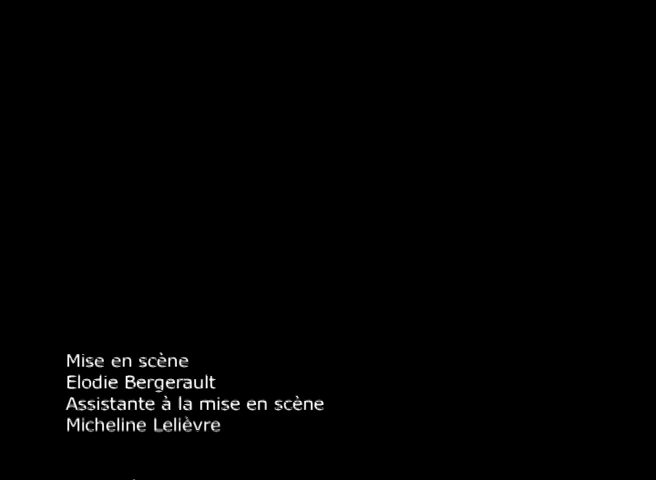 Mise en scène
Elodie Bergerault
Assistante à la mise en scène
Micheline Lelièvre